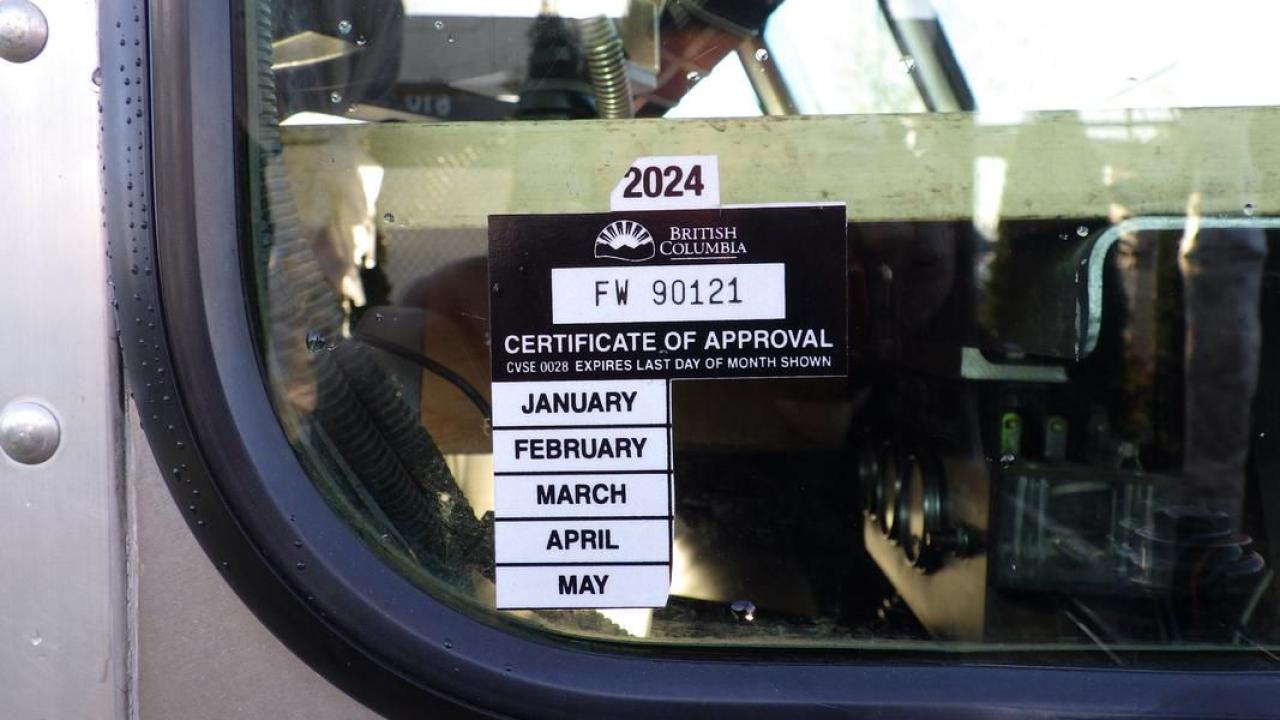 2024
BRITISH
COLUMBIA
FW 90121
CERTIFICATE OF APPROVAL
CVSE 0028 EXPIRES LAST DAY OF MONTH SHOWN
JANUARY
FEBRUARY
MARCH
APRIL
MAY